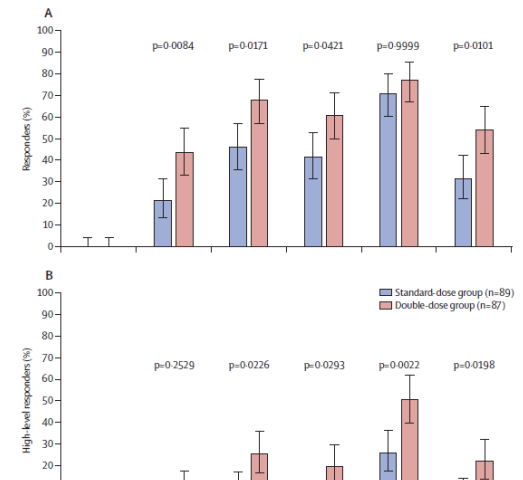 A
100
p=0·0084 p=0·0171 p=0·0421 p=0·9999 p=0·0101
90
80
70
60
50
40
30
20
10
0
Responders (%)
B
100
Standard-dose group (n=89)
Double-dose group (n=87)
90
80
70
p=0·2529 p=0·0226 p=0·0293 p=0·0022 p=0·0198
60
50
40
30
20
High-level responders (%)